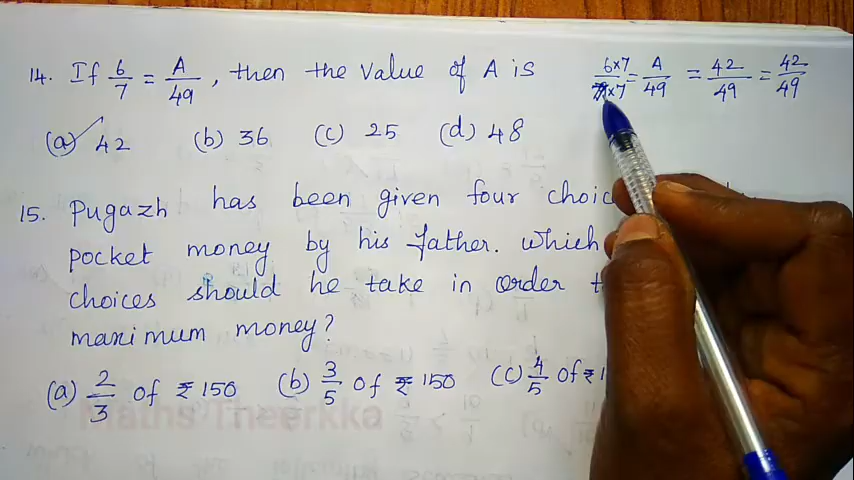 14. If 6/7 = A/49, then the value of A is
6×7/7×7 = A/49 = 42/49 = 42/49
(a) 42 (b) 36 (c) 25 (d) 48
15. Pugazh has been given four
pocket money by his father. which
choices should he take in order
maximum money?
(a) 2/3 of ₹150 (b) 3/5 of ₹150 (c) 4/5 of ₹1
Maths Theerkka